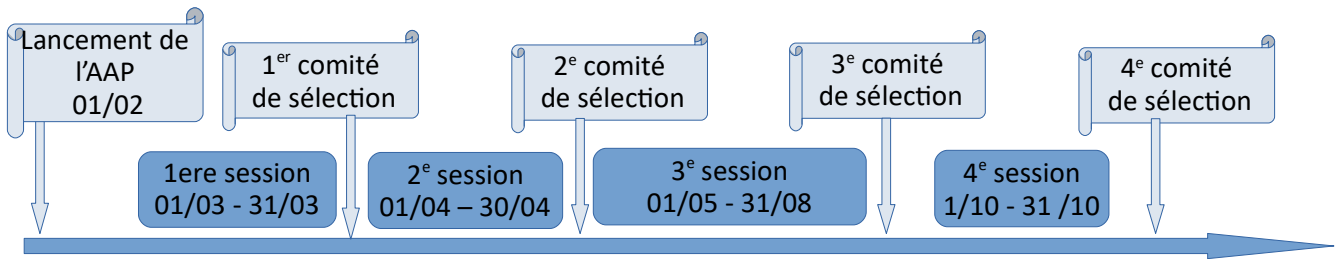 Lancement de
l'AAP
01/02
1er comité
de sélection
2e comité
de sélection
3e comité
de sélection
4e comité
de sélection
1ere session
01/03 - 31/03
2e session
01/04 – 30/04
3e session
01/05 - 31/08
4e session
1/10 - 31 /10